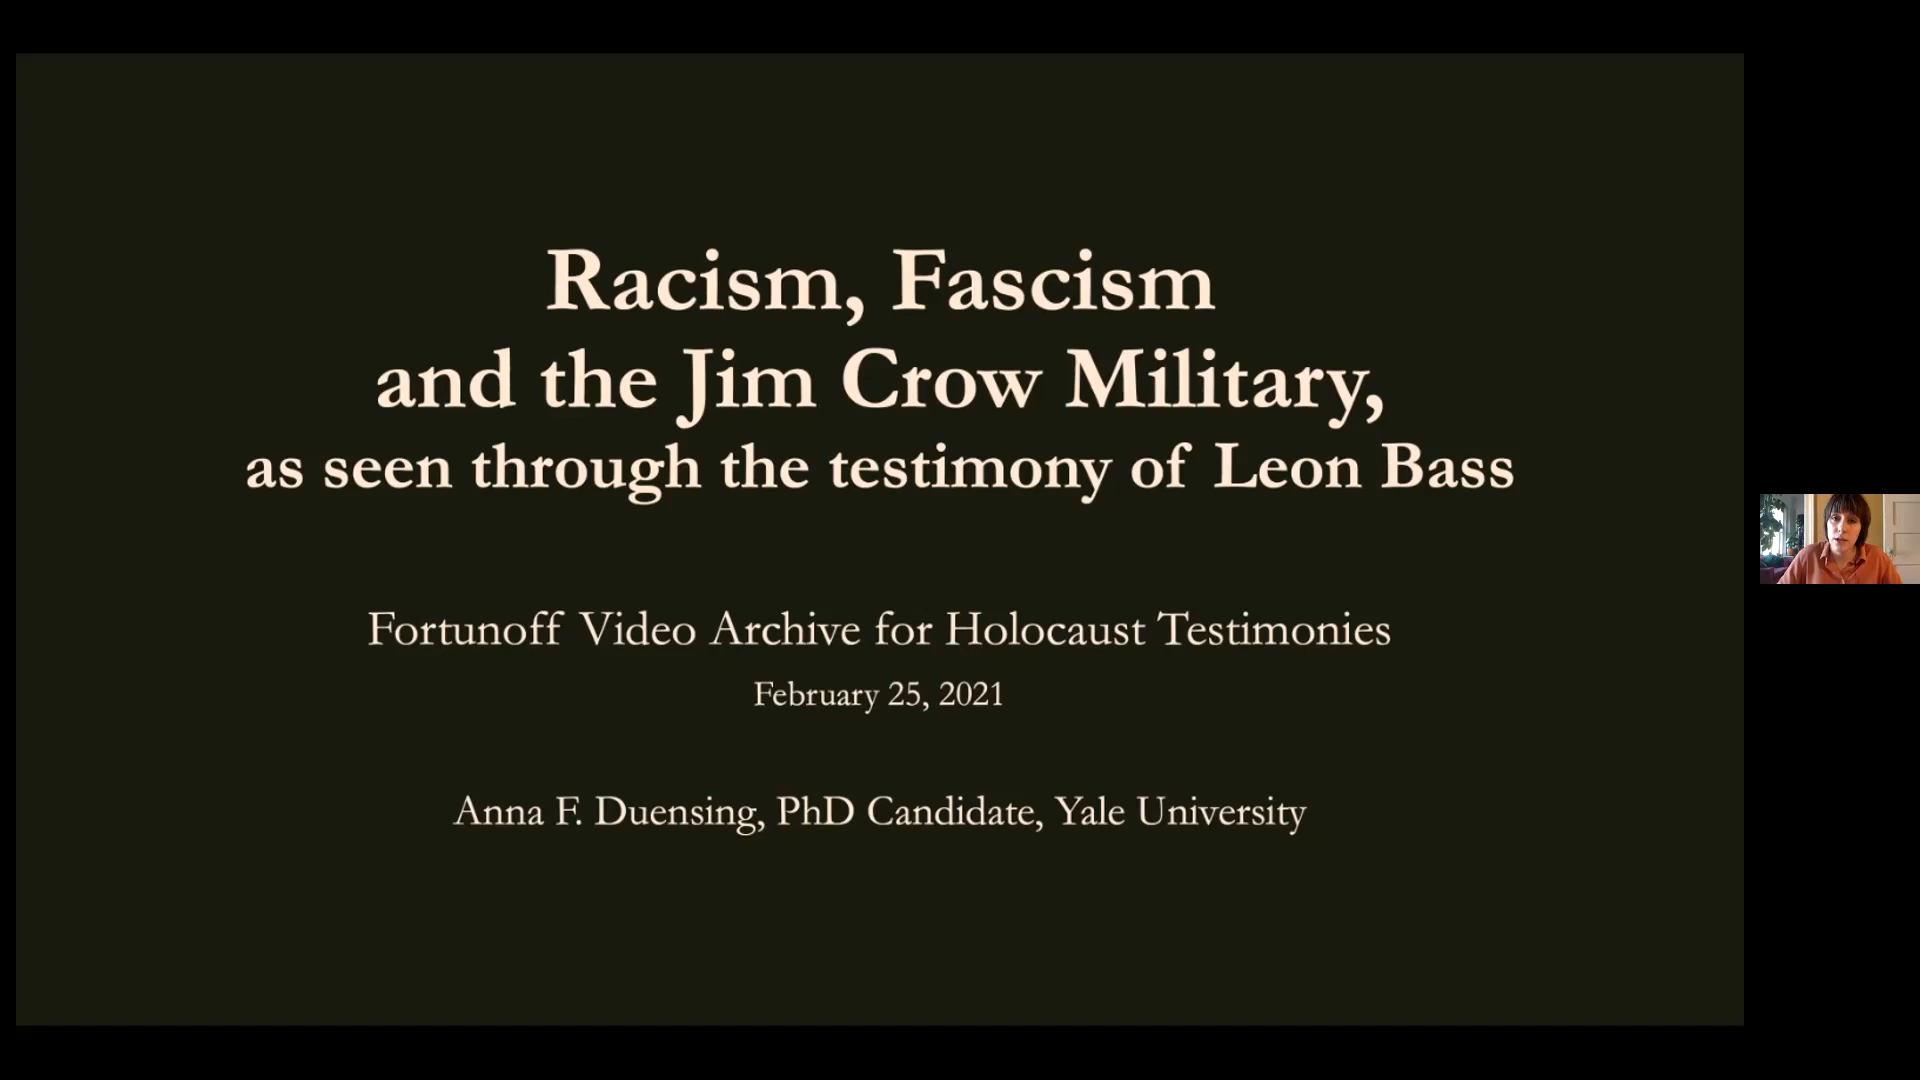 Racism, Fascism
and the Jim Crow Military,
as seen through the testimony of Leon Bass
Fortunoff Video Archive for Holocaust Testimonies
February 25, 2021
Anna F. Duensing, PhD Candidate, Yale University